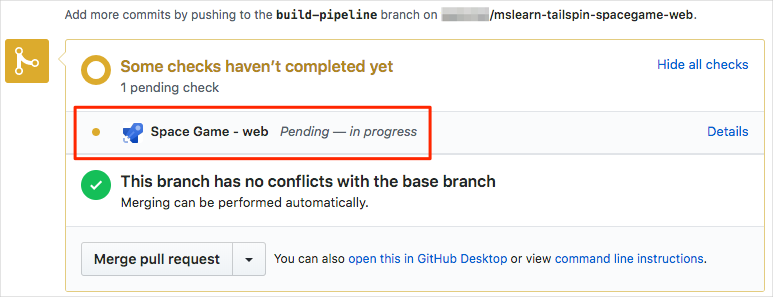 Add more commits by pushing to the build-pipeline branch on /mslearn-tailspin-spacegame-web.
Some checks haven’t completed yet
Hide all checks
1 pending check
Space Game - web Pending — in progress
Details
This branch has no conflicts with the base branch
Merging can be performed automatically.
Merge pull request
You can also open this in GitHub Desktop or view command line instructions.